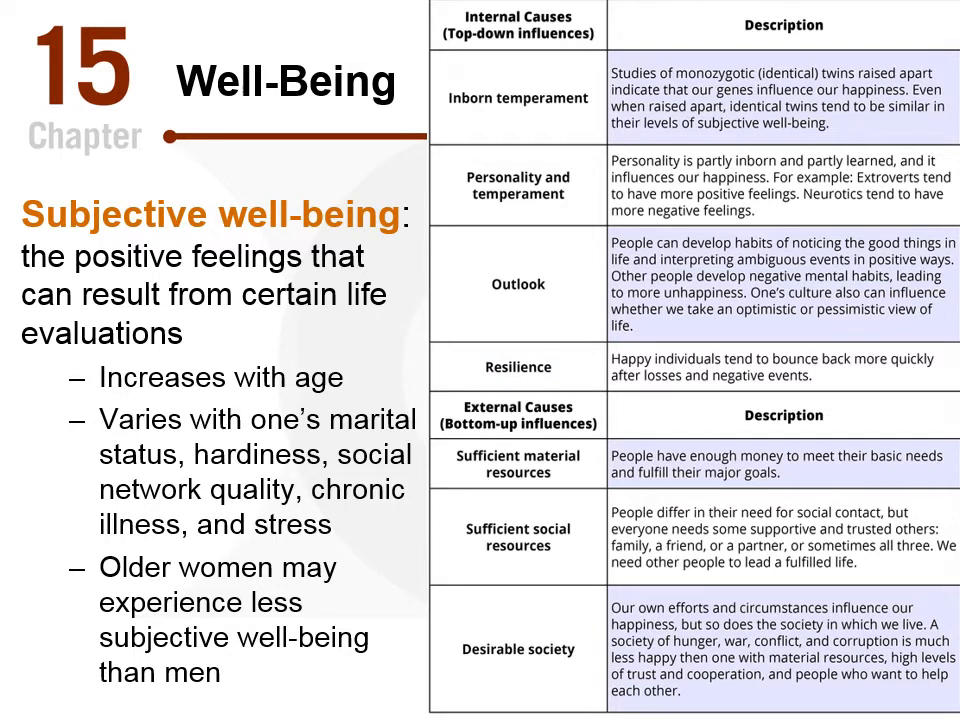 15
Chapter
Well-Being
Subjective well-being:
the positive feelings that
can result from certain life
evaluations
– Increases with age
– Varies with one’s marital
status, hardiness, social
network quality, chronic
illness, and stress
– Older women may
experience less
subjective well-being
than men
Internal Causes
(Top-down influences)
Description
Inborn temperament
Studies of monozygotic (identical) twins raised apart
indicate that our genes influence our happiness. Even
when raised apart, identical twins tend to be similar in
their levels of subjective well-being.
Personality and
temperament
Personality is partly inborn and partly learned, and it
influences our happiness. For example: Extroverts tend
to have more positive feelings. Neurotics tend to have
more negative feelings.
Outlook
People can develop habits of noticing the good things in
life and interpreting ambiguous events in positive ways.
Other people develop negative mental habits, leading
to more unhappiness. One’s culture also can influence
whether we take an optimistic or pessimistic view of
life.
Resilience
Happy individuals tend to bounce back more quickly
after losses and negative events.
External Causes
(Bottom-up influences)
Description
Sufficient material
resources
People have enough money to meet their basic needs
and fulfill their major goals.
Sufficient social
resources
People differ in their need for social contact, but
everyone needs some supportive and trusted others:
family, a friend, or a partner, or sometimes all three. We
need other people to lead a fulfilled life.
Desirable society
Our own efforts and circumstances influence our
happiness, but so does the society in which we live. A
society of hunger, war, conflict, and corruption is much
less happy then one with material resources, high levels
of trust and cooperation, and people who want to help
each other.